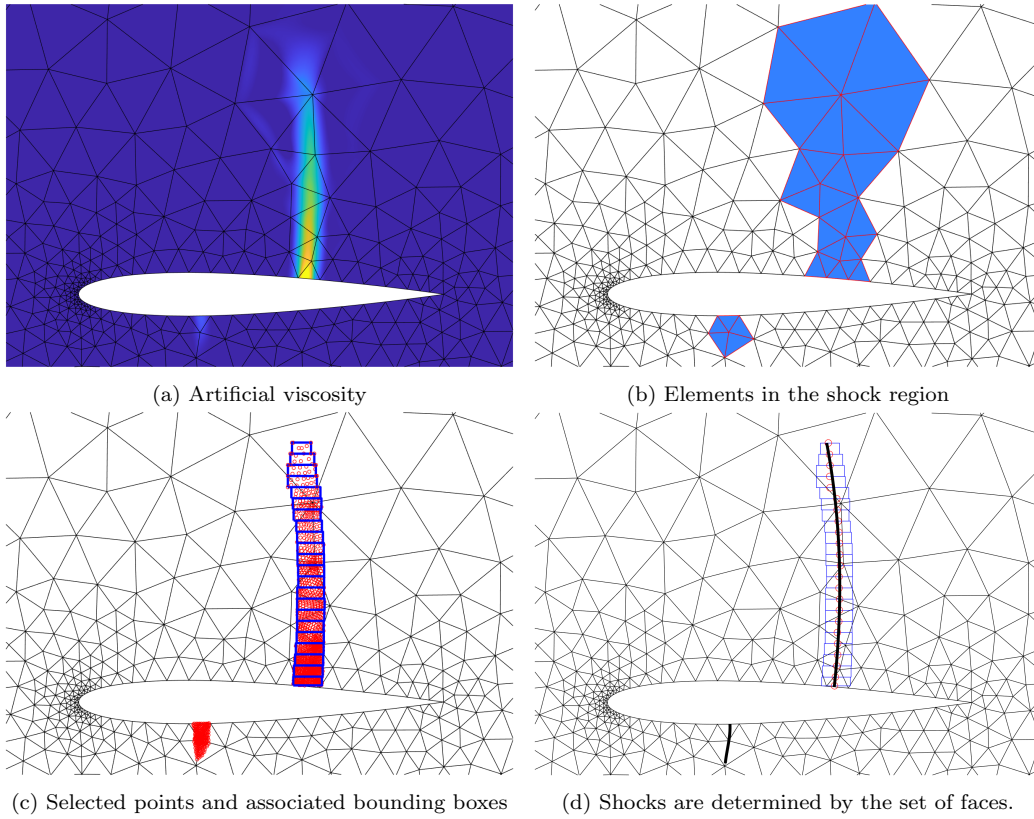 (a) Artificial viscosity
(b) Elements in the shock region
(c) Selected points and associated bounding boxes
(d) Shocks are determined by the set of faces.